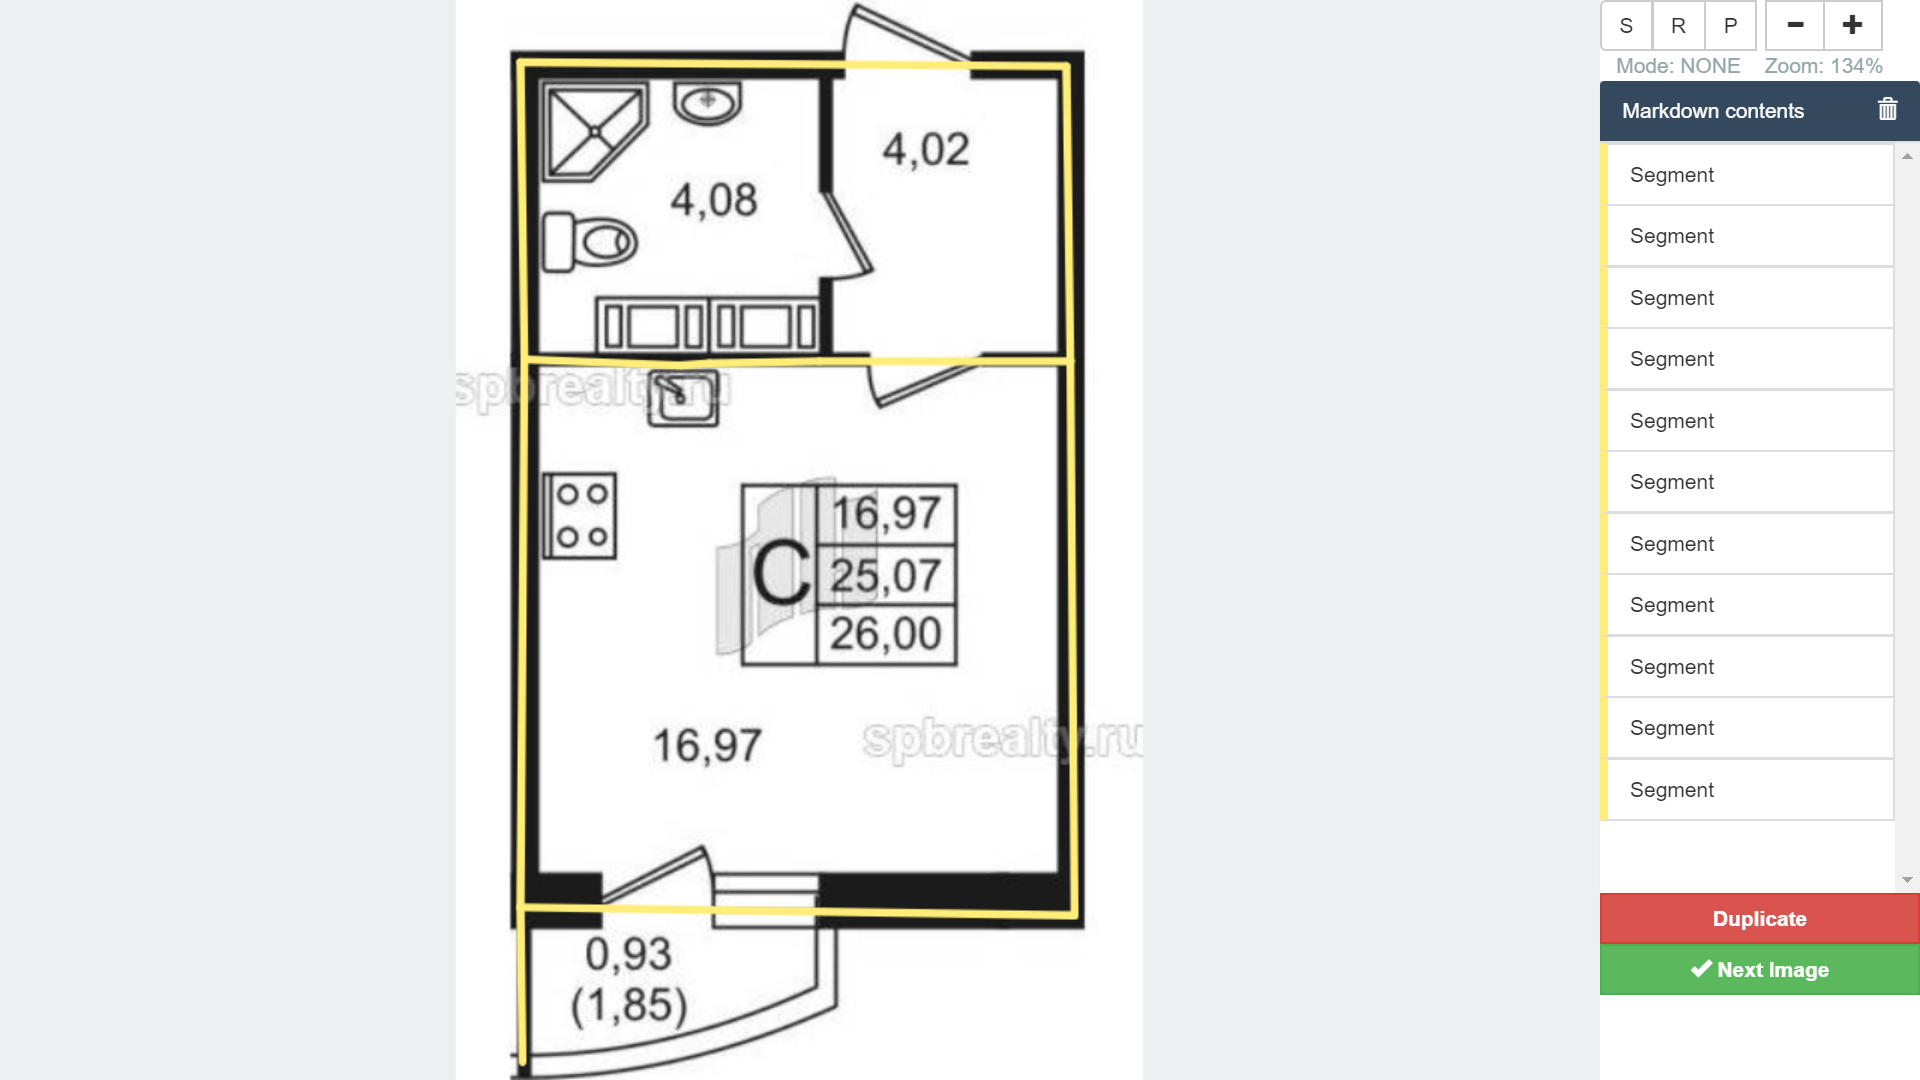 S R P − +
Mode: NONE Zoom: 134%
Markdown contents
Segment
Segment
Segment
Segment
Segment
Segment
Segment
Segment
Segment
Segment
Segment
Duplicate
Next Image
4,02
4,08
spbrealty.ru
16,97
C 25,07
26,00
16,97
spbrealty.ru
0,93
(1,85)